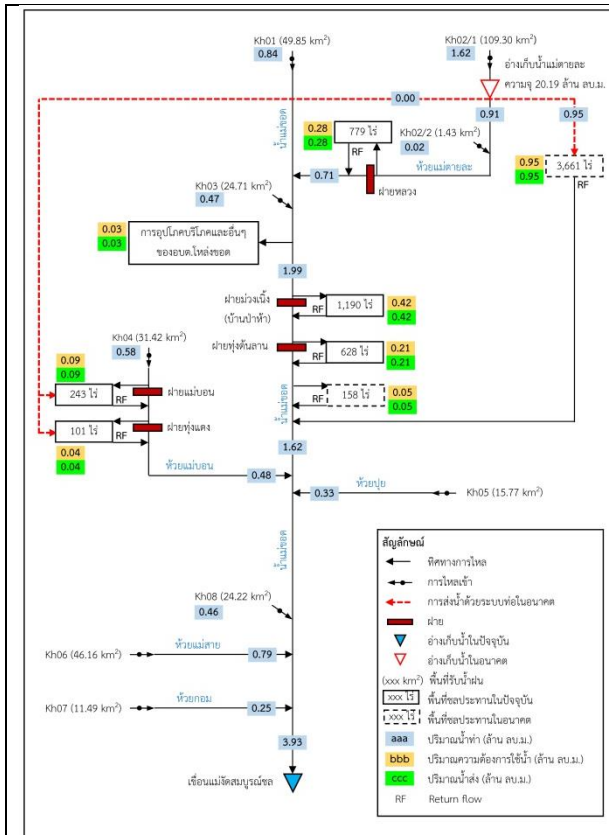 Kh01 (49.85 km²)
0.84
Kh02/1 (109.30 km²)
1.62
อ่างเก็บน้ำแม่ตายละ
ความจุ 20.19 ล้าน ลบ.ม.
0.00
0.91
0.95
น้ำแม่ขอด
0.28
0.28
779 ไร่
RF
Kh02/2 (1.43 km²)
0.02
ห้วยแม่ตายละ
0.71
ฝายหลวง
0.95
0.95
3,661 ไร่
RF
Kh03 (24.71 km²)
0.47
0.03
0.03
การอุปโภคบริโภคและอื่นๆ
ของอบต.โหล่งขอด
1.99
ฝายม่วงเนิ้ง
(บ้านป่าห้า)
1,190 ไร่
RF
0.42
0.42
ฝายทุ่งต้นลาน
628 ไร่
RF
0.21
0.21
Kh04 (31.42 km²)
0.58
0.09
0.09
243 ไร่
RF
ฝายแม่บอน
158 ไร่
RF
0.05
0.05
น้ำแม่ขอด
101 ไร่
RF
ฝายทุ่งแดง
0.04
0.04
1.62
ห้วยแม่บอน
0.48
ห้วยปุย
0.33
Kh05 (15.77 km²)
น้ำแม่ขอด
Kh08 (24.22 km²)
0.46
Kh06 (46.16 km²)
ห้วยแม่สาย
0.79
Kh07 (11.49 km²)
ห้วยกอม
0.25
3.93
เขื่อนแม่งัดสมบูรณ์ชล
สัญลักษณ์
ทิศทางการไหล
การไหลเข้า
การส่งน้ำด้วยระบบท่อในอนาคต
ฝาย
อ่างเก็บน้ำในปัจจุบัน
อ่างเก็บน้ำในอนาคต
(xxx km²) พื้นที่รับน้ำฝน
xxx ไร่ พื้นที่ชลประทานในปัจจุบัน
xxx ไร่ พื้นที่ชลประทานในอนาคต
aaa ปริมาณน้ำท่า (ล้าน ลบ.ม.)
bbb ปริมาณความต้องการใช้น้ำ (ล้าน ลบ.ม.)
ccc ปริมาณน้ำส่ง (ล้าน ลบ.ม.)
RF Return flow